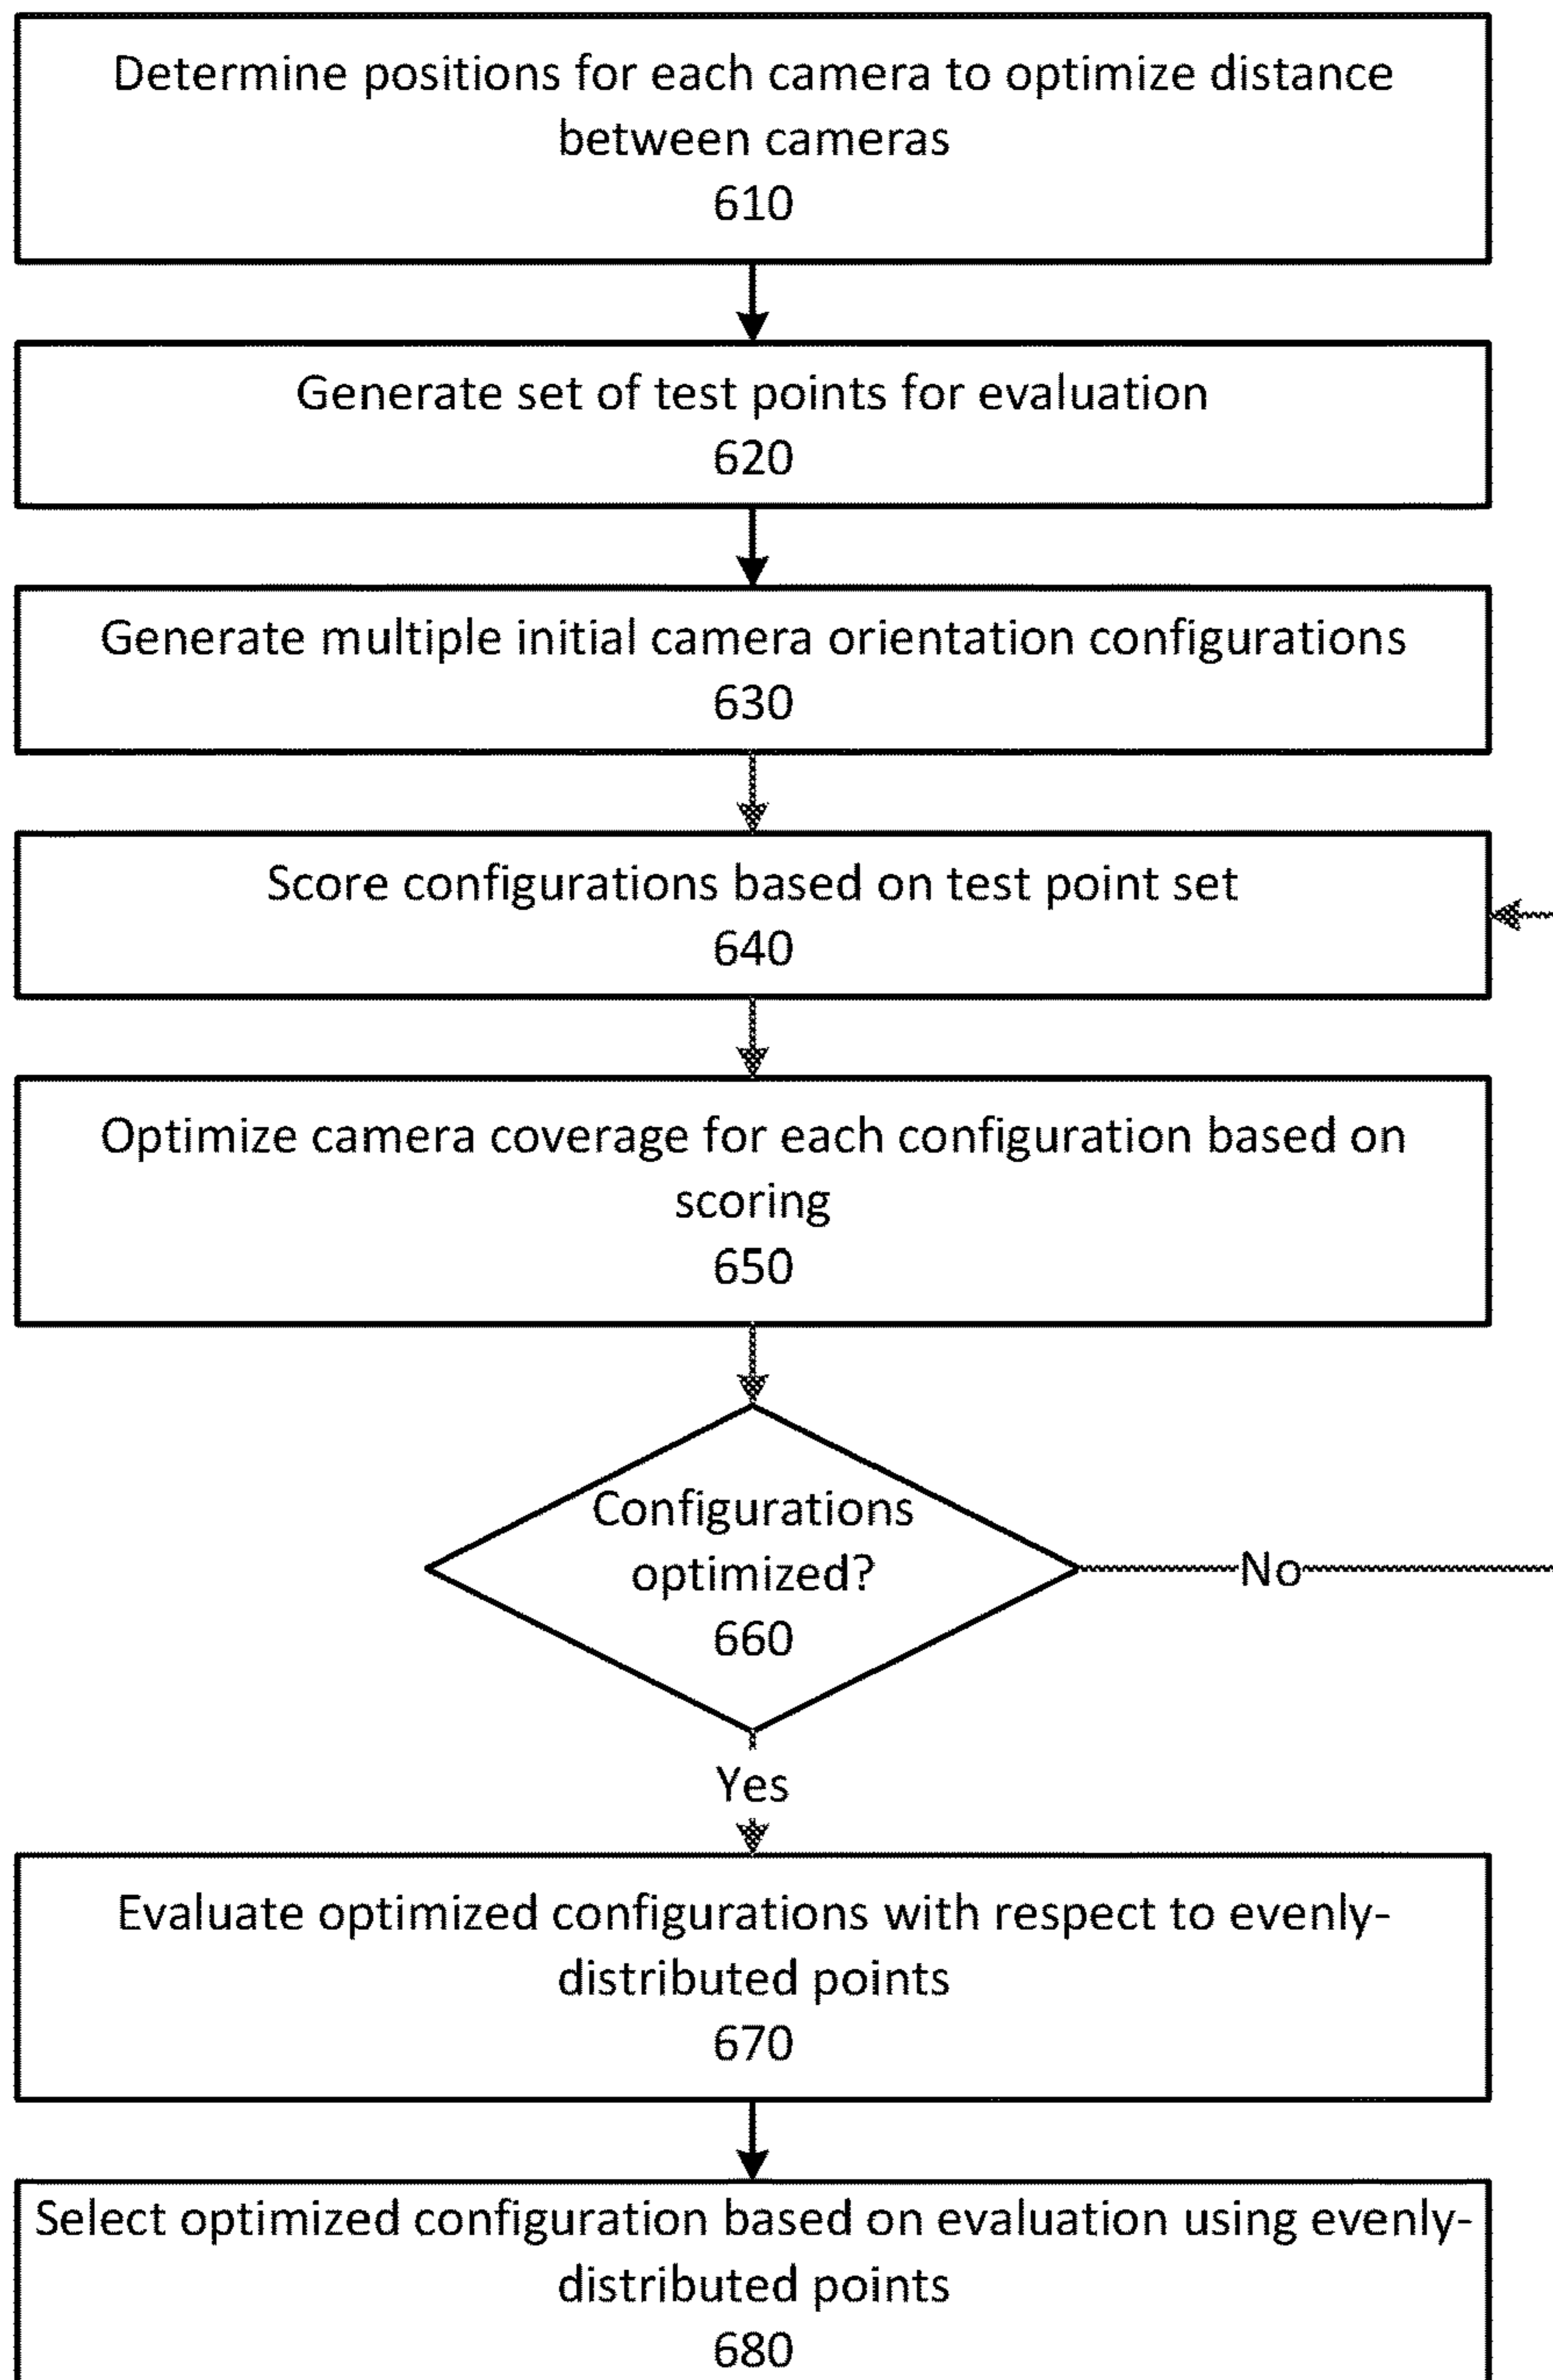 Determine positions for each camera to optimize distance
between cameras
610
Generate set of test points for evaluation
620
Generate multiple initial camera orientation configurations
630
Score configurations based on test point set
640
Optimize camera coverage for each configuration based on
scoring
650
Configurations
optimized?
660
No
Yes
Evaluate optimized configurations with respect to evenly-
distributed points
670
Select optimized configuration based on evaluation using evenly-
distributed points
680